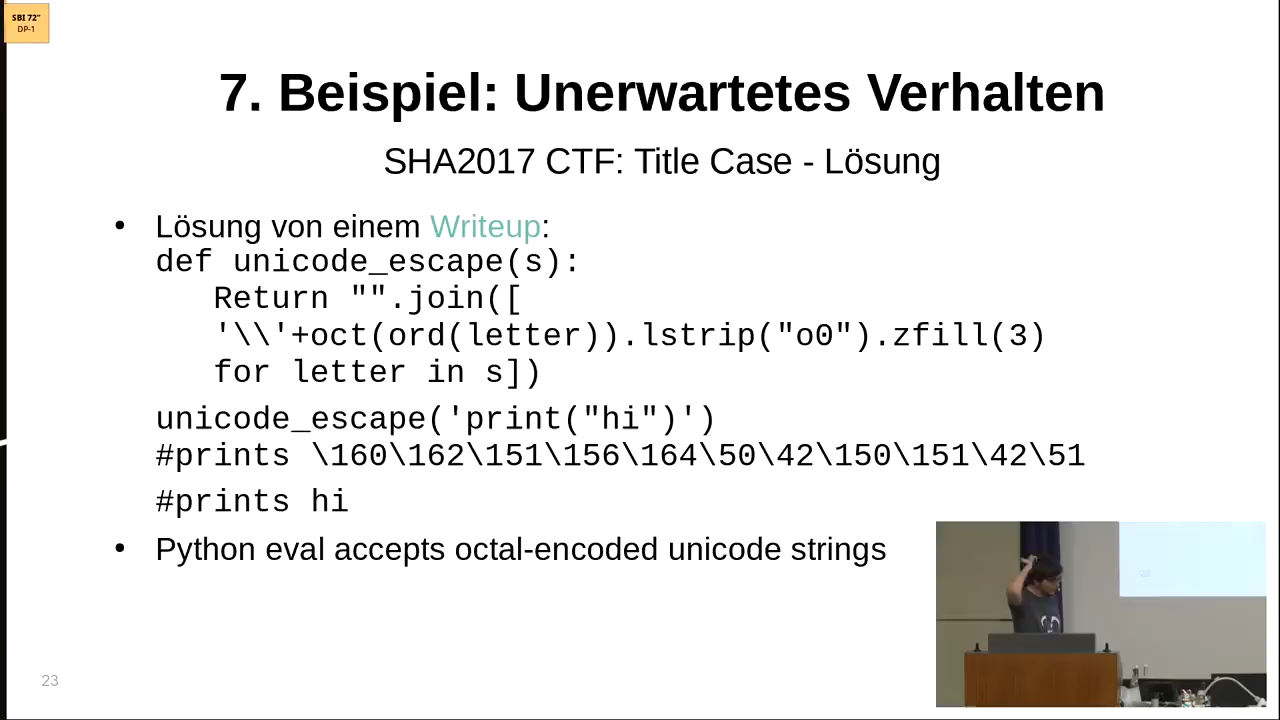 SBI 72"
DP-1
7. Beispiel: Unerwartetes Verhalten
SHA2017 CTF: Title Case - Lösung
• Lösung von einem Writeup:
def unicode_escape(s):
Return "".join([
'\\'+oct(ord(letter)).lstrip("o0").zfill(3)
for letter in s])
unicode_escape('print("hi")')
#prints \160\162\151\156\164\50\42\150\151\42\51
#prints hi
• Python eval accepts octal-encoded unicode strings
23